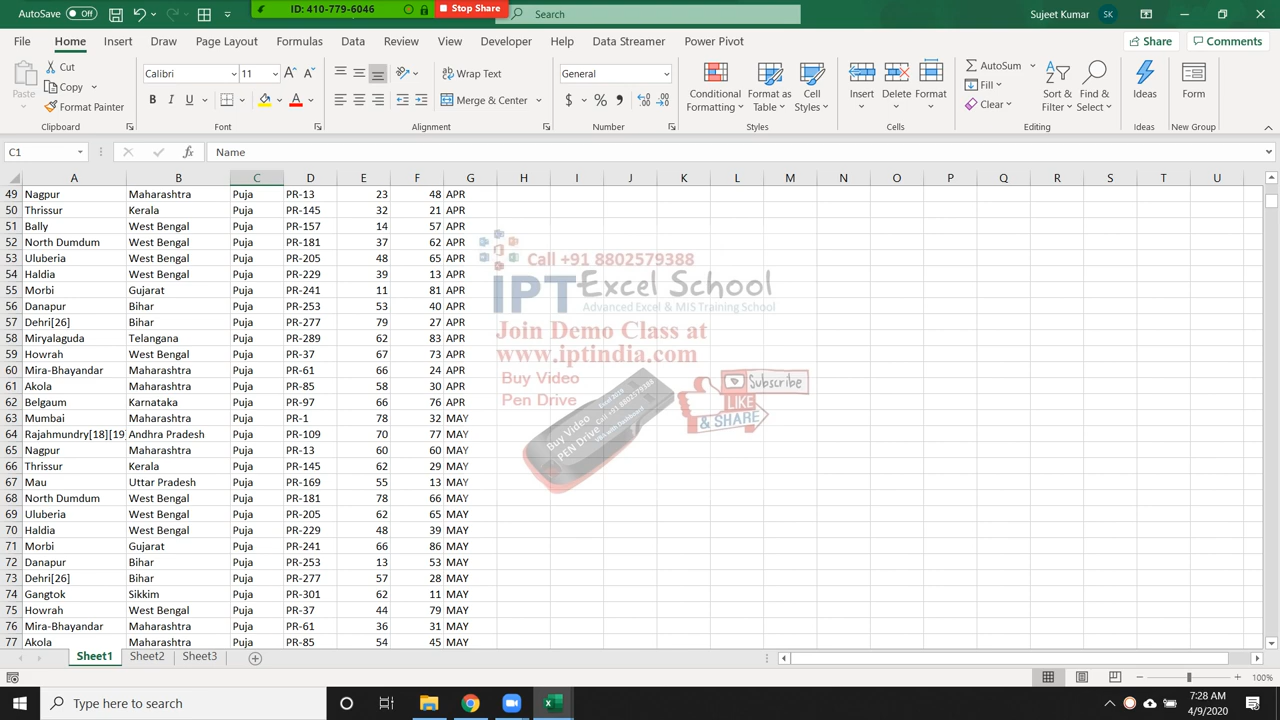 AutoSave Off ID: 410-779-6046 Stop Share Search Sujeet Kumar SK
File Home Insert Draw Page Layout Formulas Data Review View Developer Help Data Streamer Power Pivot Share Comments
Paste Cut Copy Format Painter Clipboard
Calibri 11 B I U A Font
Wrap Text Merge & Center Alignment
General $ % Number
Conditional Formatting Format as Table Cell Styles Styles
Insert Delete Format Cells
AutoSum Fill Clear Sort & Filter Find & Select Editing
Ideas Ideas Form New Group
C1 fx Name
A B C D E F G H I J K L M N O P Q R S T U
49 Nagpur Maharashtra Puja PR-13 23 48 APR
50 Thrissur Kerala Puja PR-145 32 21 APR
51 Bally West Bengal Puja PR-157 14 57 APR
52 North Dumdum West Bengal Puja PR-181 37 62 APR
53 Uluberia West Bengal Puja PR-205 48 65 APR
54 Haldia West Bengal Puja PR-229 39 13 APR
55 Morbi Gujarat Puja PR-241 11 81 APR
56 Danapur Bihar Puja PR-253 53 40 APR
57 Dehri[26] Bihar Puja PR-277 79 27 APR
58 Miryalaguda Telangana Puja PR-289 62 83 APR
59 Howrah West Bengal Puja PR-37 67 73 APR
60 Mira-Bhayandar Maharashtra Puja PR-61 66 24 APR
61 Akola Maharashtra Puja PR-85 58 30 APR
62 Belgaum Karnataka Puja PR-97 66 76 APR
63 Mumbai Maharashtra Puja PR-1 78 32 MAY
64 Rajahmundry[18][19] Andhra Pradesh Puja PR-109 70 77 MAY
65 Nagpur Maharashtra Puja PR-13 60 60 MAY
66 Thrissur Kerala Puja PR-145 62 29 MAY
67 Mau Uttar Pradesh Puja PR-169 55 13 MAY
68 North Dumdum West Bengal Puja PR-181 78 66 MAY
69 Uluberia West Bengal Puja PR-205 62 65 MAY
70 Haldia West Bengal Puja PR-229 48 39 MAY
71 Morbi Gujarat Puja PR-241 66 86 MAY
72 Danapur Bihar Puja PR-253 13 53 MAY
73 Dehri[26] Bihar Puja PR-277 57 28 MAY
74 Gangtok Sikkim Puja PR-301 62 11 MAY
75 Howrah West Bengal Puja PR-37 44 79 MAY
76 Mira-Bhayandar Maharashtra Puja PR-61 36 31 MAY
77 Akola Maharashtra Puja PR-85 54 45 MAY
Call +91 8802579388
IPT Excel School
Advanced Excel & MIS Training School
Join Demo Class at
www.iptindia.com
Buy Video
Pen Drive
Buy Video
PEN Drive
Call +91 8802579388
Subscribe
LIKE
& SHARE
Sheet1 Sheet2 Sheet3
100%
Type here to search
7:28 AM
4/9/2020